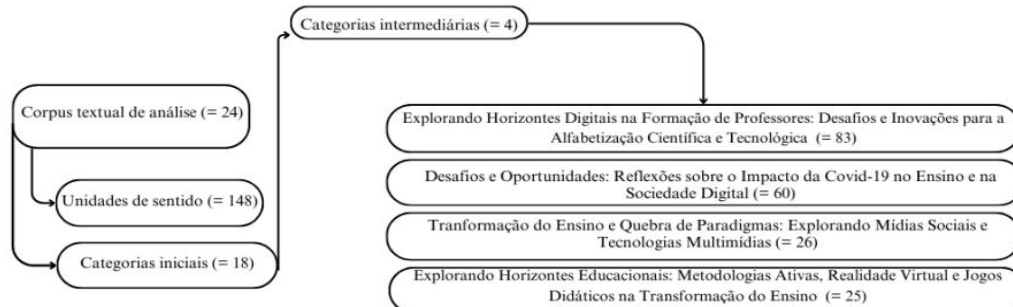 Categorias intermediárias (= 4)
Corpus textual de análise (= 24)
Unidades de sentido (= 148)
Categorias iniciais (= 18)
Explorando Horizontes Digitais na Formação de Professores: Desafios e Inovações para a
Alfabetização Científica e Tecnológica (= 83)
Desafios e Oportunidades: Reflexões sobre o Impacto da Covid-19 no Ensino e na
Sociedade Digital (= 60)
Tranformação do Ensino e Quebra de Paradigmas: Explorando Mídias Sociais e
Tecnologias Multimídias (= 26)
Explorando Horizontes Educacionais: Metodologias Ativas, Realidade Virtual e Jogos
Didáticos na Transformação do Ensino (= 25)